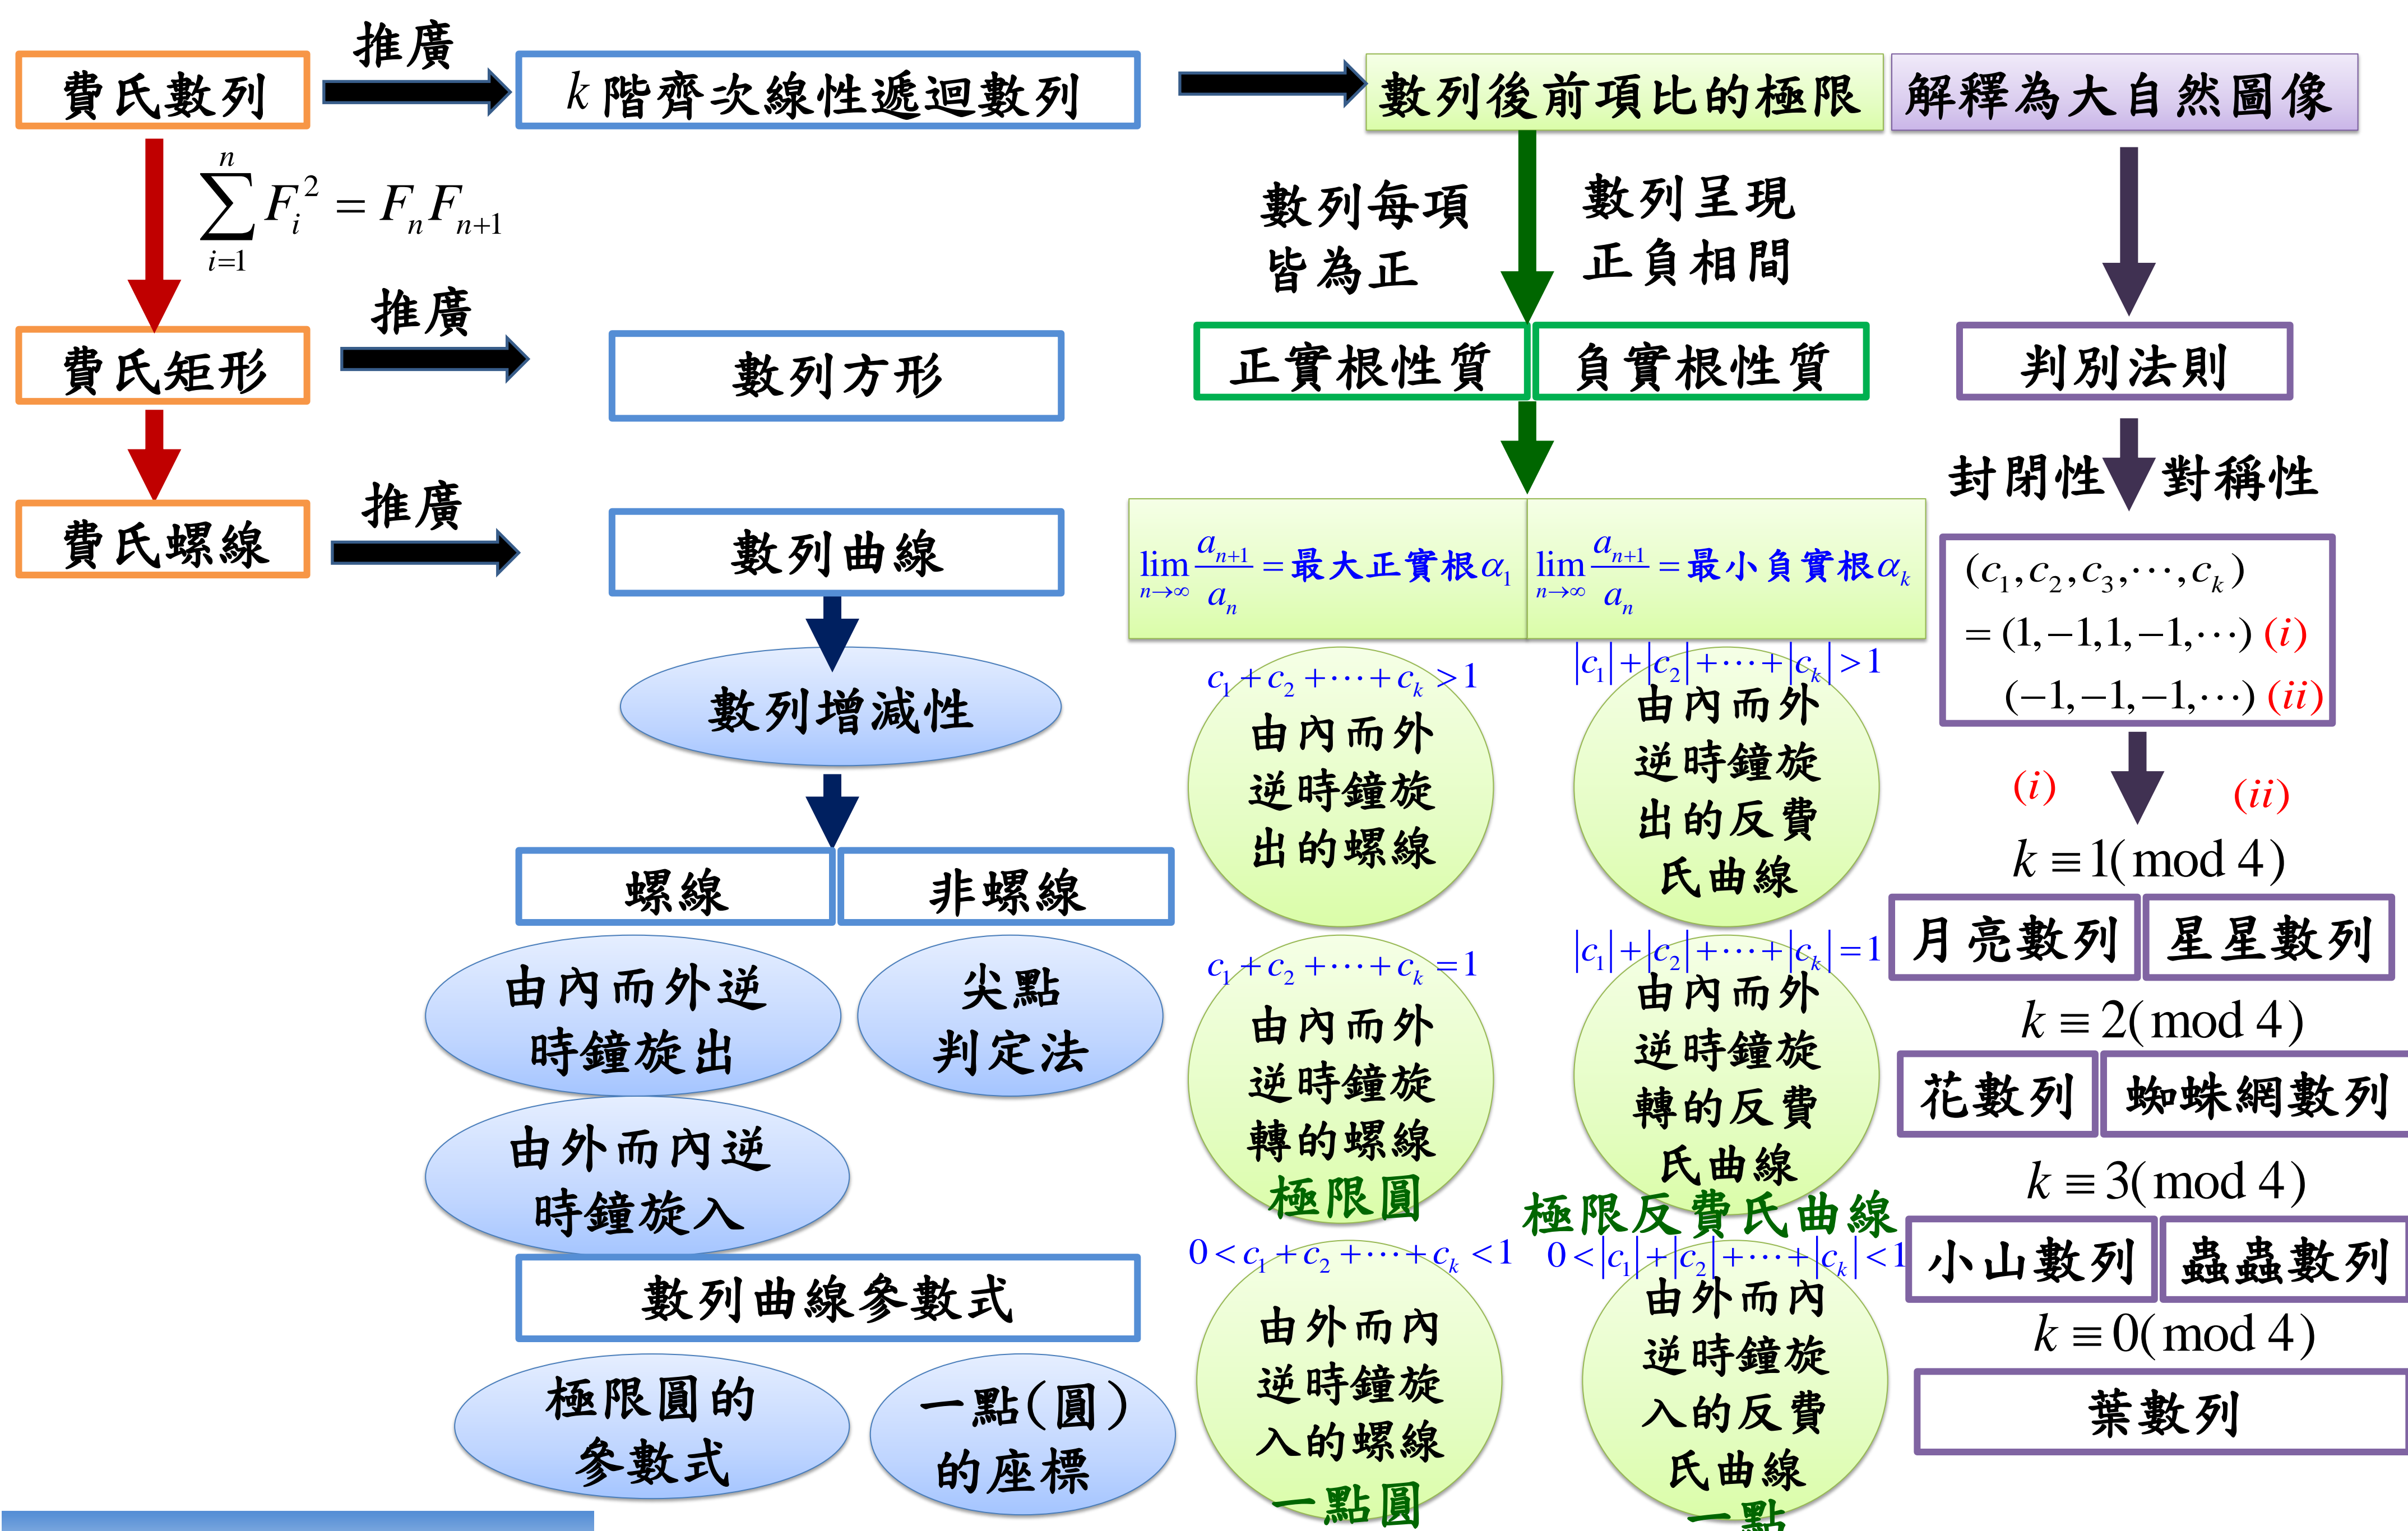 費氏數列
推廣
k 階齊次線性遞迴數列
數列後前項比的極限
解釋為大自然圖像
\sum_{i=1}^{n} F_i^2 = F_n F_{n+1}
數列每項
皆為正
數列呈現
正負相間
費氏矩形
推廣
數列方形
正實根性質
負實根性質
判別法則
封閉性
對稱性
費氏螺線
推廣
數列曲線
\lim_{n→∞} \frac{a_{n+1}}{a_n} = 最大正實根α_1
\lim_{n→∞} \frac{a_{n+1}}{a_n} = 最小負實根α_k
(c_1, c_2, c_3, ⋯, c_k)
= (1, −1, 1, −1, ⋯) (i)
(−1, −1, −1, ⋯) (ii)
數列增減性
螺線
非螺線
由內而外逆
時鐘旋出
尖點
判定法
由外而內逆
時鐘旋入
數列曲線參數式
極限圓的
參數式
一點(圓)
的座標
c_1 + c_2 + ⋯ + c_k > 1
由內而外
逆時鐘旋
出的螺線
c_1 + c_2 + ⋯ + c_k = 1
由內而外
逆時鐘旋
轉的螺線
極限圓
0 < c_1 + c_2 + ⋯ + c_k < 1
由外而內
逆時鐘旋
入的螺線
一點圓
|c_1| + |c_2| + ⋯ + |c_k| > 1
由內而外
逆時鐘旋
出的反費
氏曲線
|c_1| + |c_2| + ⋯ + |c_k| = 1
由內而外
逆時鐘旋
轉的反費
氏曲線
極限反費氏曲線
0 < |c_1| + |c_2| + ⋯ + |c_k| < 1
由外而內
逆時鐘旋
入的反費
氏曲線
一點
(i)
(ii)
k ≡ 1(mod 4)
月亮數列
星星數列
k ≡ 2(mod 4)
花數列
蜘蛛網數列
k ≡ 3(mod 4)
小山數列
蟲蟲數列
k ≡ 0(mod 4)
葉數列